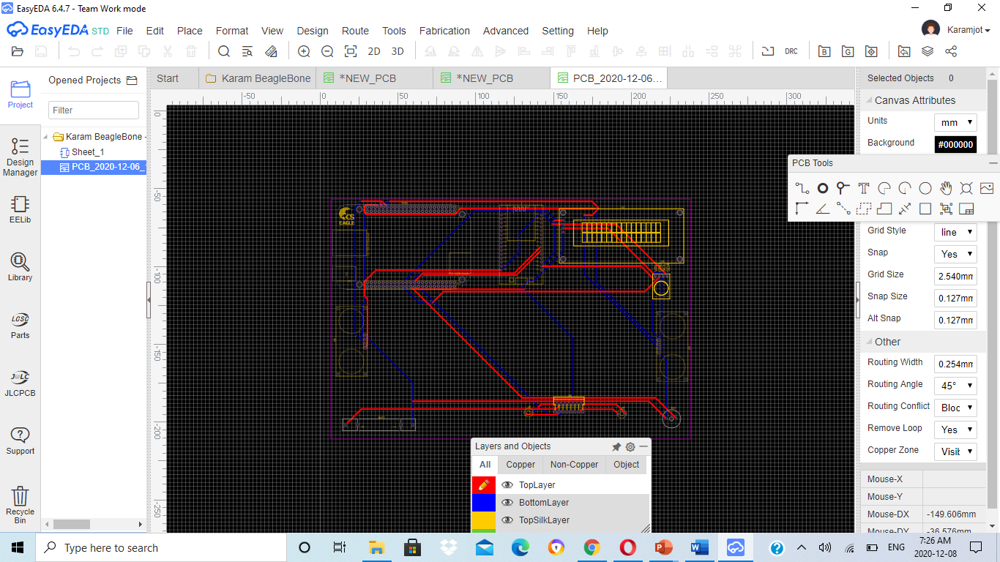 EasyEDA 6.4.7 - Team Work mode
EasyEDA STD File Edit Place Format View Design Route Tools Fabrication Advanced Setting Help Karamjot
2D 3D DRC B G
Opened Projects Start Karam BeagleBone *NEW_PCB *NEW_PCB PCB_2020-12-06... Selected Objects 0
-50 0 50 100 150 200 250 300
Project Filter Canvas Attributes
Units mm
Background #000000
Karam BeagleBone -
Sheet_1
PCB_2020-12-06_
Design
Manager
PCB Tools
EELib
Library
LCSC
Parts
J@LC
JLCPCB
Support
Recycle
Bin
0
-50
-100
-150
-200
-250
EAGLE
Grid Style line
Snap Yes
Grid Size 2.540mm
Snap Size 0.127mm
Alt Snap 0.127mm
Other
Routing Width 0.254mm
Routing Angle 45°
Routing Conflict Bloc
Remove Loop Yes
Copper Zone Visib
Layers and Objects
All Copper Non-Copper Object
TopLayer
BottomLayer
TopSilkLayer
Mouse-X
Mouse-Y
Mouse-DX -149.606mm
Mouse-DY -36.576mm
Type here to search
ENG 7:26 AM
2020-12-08